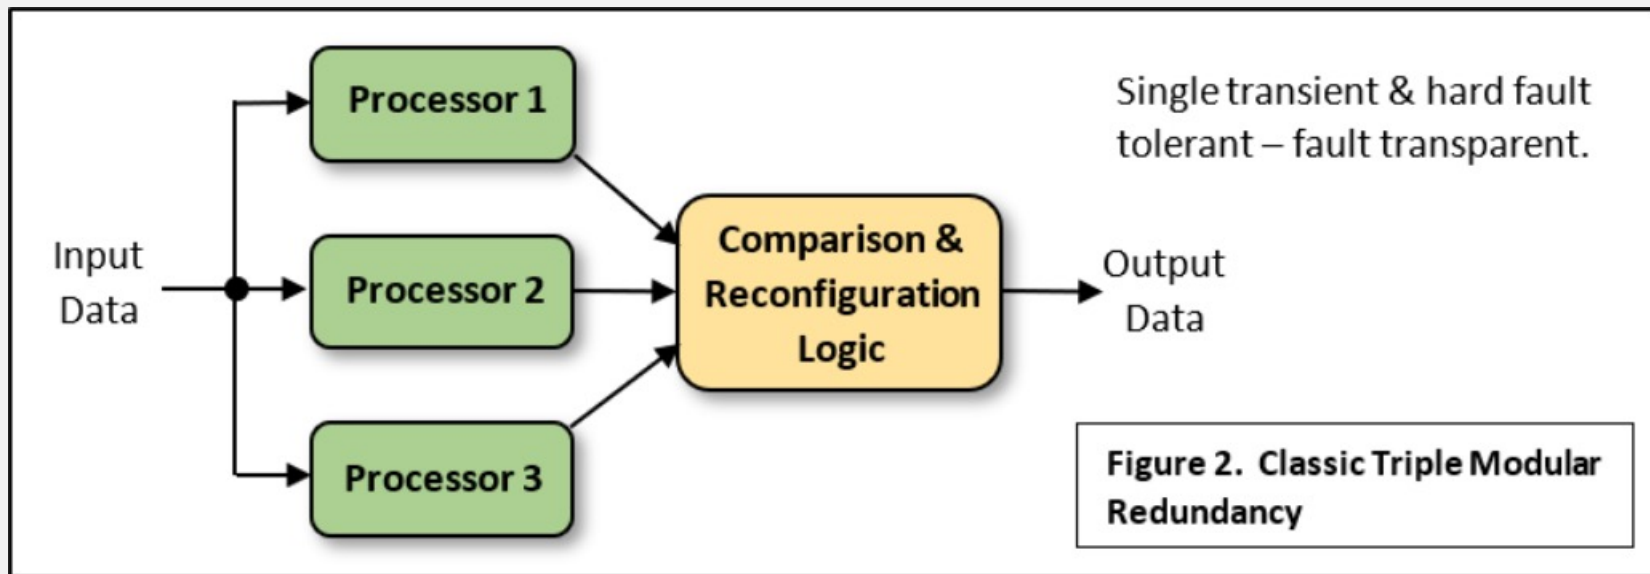 Input
Data
Processor 1
Processor 2
Processor 3
Comparison &
Reconfiguration
Logic
Single transient & hard fault
tolerant – fault transparent.
Output
Data
Figure 2. Classic Triple Modular
Redundancy